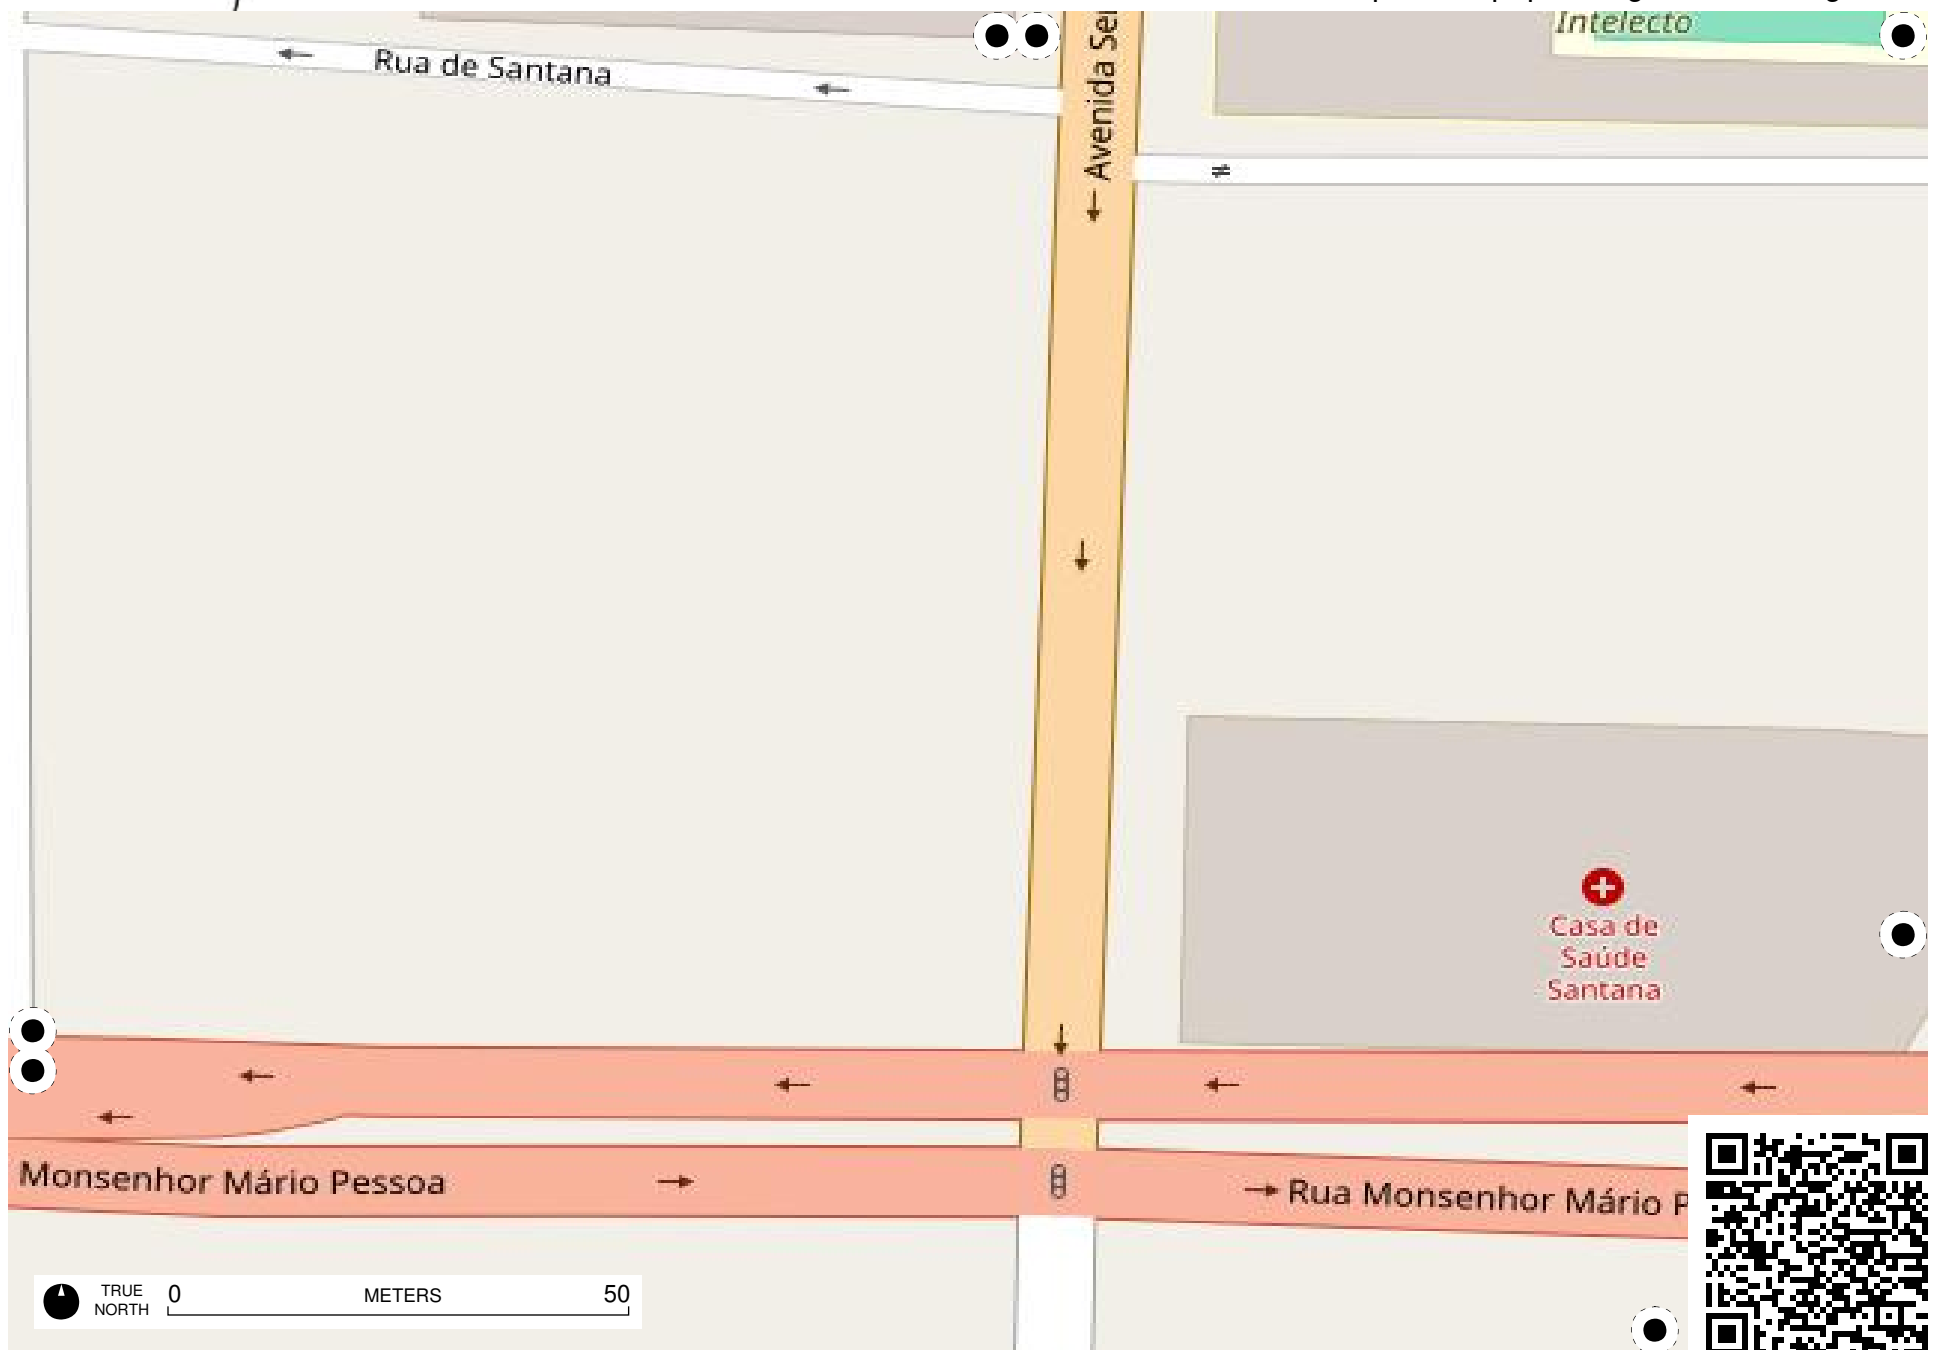 Intelecto
Rua de Santana
Avenida Se
Casa de
Saúde
Santana
Monsenhor Mário Pessoa
Rua Monsenhor Mário P
TRUE
NORTH
0 METERS 50